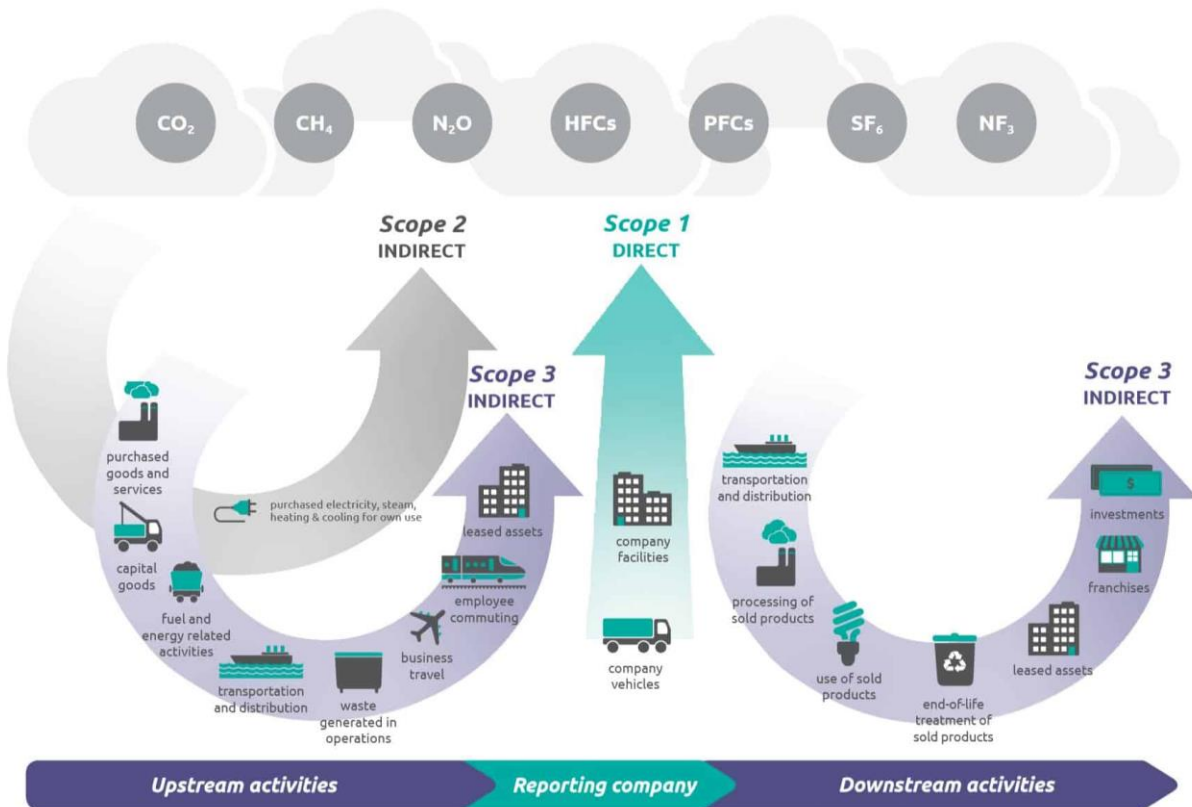 CO₂
CH₄
N₂O
HFCs
PFCs
SF₆
NF₃
Scope 2
INDIRECT
Scope 1
DIRECT
Scope 3
INDIRECT
Scope 3
INDIRECT
purchased
goods and
services
capital
goods
fuel and
energy related
activities
transportation
and distribution
waste
generated in
operations
business
travel
employee
commuting
leased assets
purchased electricity, steam,
heating & cooling for own use
company
facilities
company
vehicles
transportation
and distribution
processing of
sold products
use of sold
products
end-of-life
treatment of
sold products
leased assets
franchises
$
investments
Upstream activities
Reporting company
Downstream activities